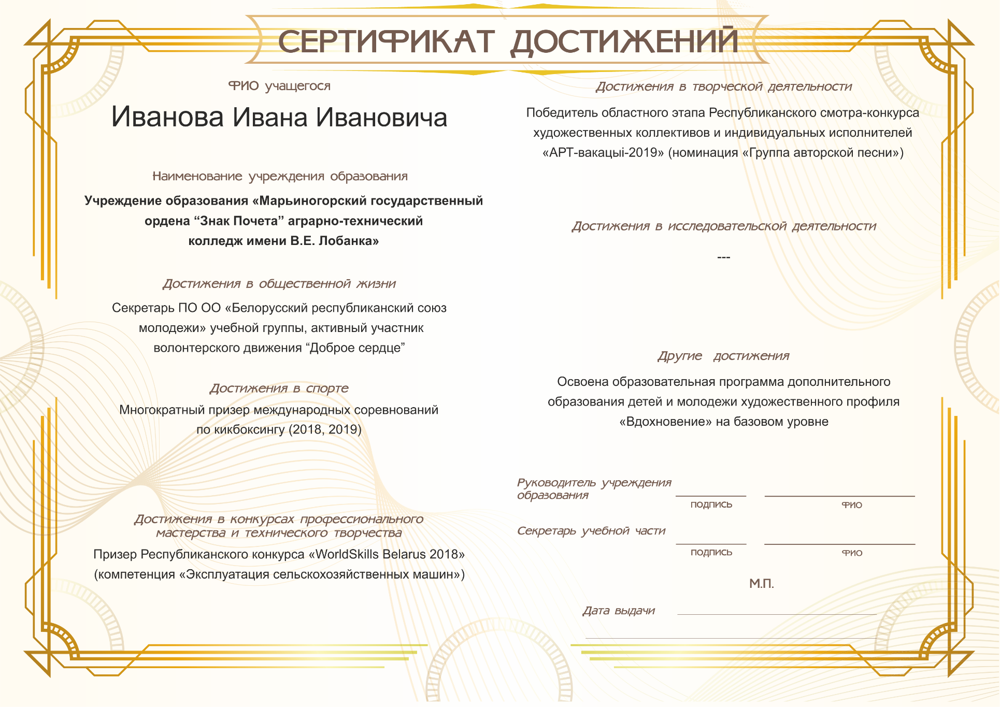 СЕРТИФИКАТ ДОСТИЖЕНИЙ
ФИО учащегося
Иванова Ивана Ивановича
Наименование учреждения образования
Учреждение образования «Марьиногорский государственный
ордена “Знак Почета” аграрно-технический
колледж имени В.Е. Лобанка»
Достижения в общественной жизни
Секретарь ПО ОО «Белорусский республиканский союз
молодежи» учебной группы, активный участник
волонтерского движения “Доброе сердце”
Достижения в спорте
Многократный призер международных соревнований
по кикбоксингу (2018, 2019)
Достижения в конкурсах профессионального
мастерства и технического творчества
Призер Республиканского конкурса «WorldSkills Belarus 2018»
(компетенция «Эксплуатация сельскохозяйственных машин»)
Достижения в творческой деятельности
Победитель областного этапа Республиканского смотра-конкурса
художественных коллективов и индивидуальных исполнителей
«АРТ-вакацыі-2019» (номинация «Группа авторской песни»)
Достижения в исследовательской деятельности
---
Другие достижения
Освоена образовательная программа дополнительного
образования детей и молодежи художественного профиля
«Вдохновение» на базовом уровне
Руководитель учреждения
образования
подпись ФИО
Секретарь учебной части
подпись ФИО
М.П.
Дата выдачи